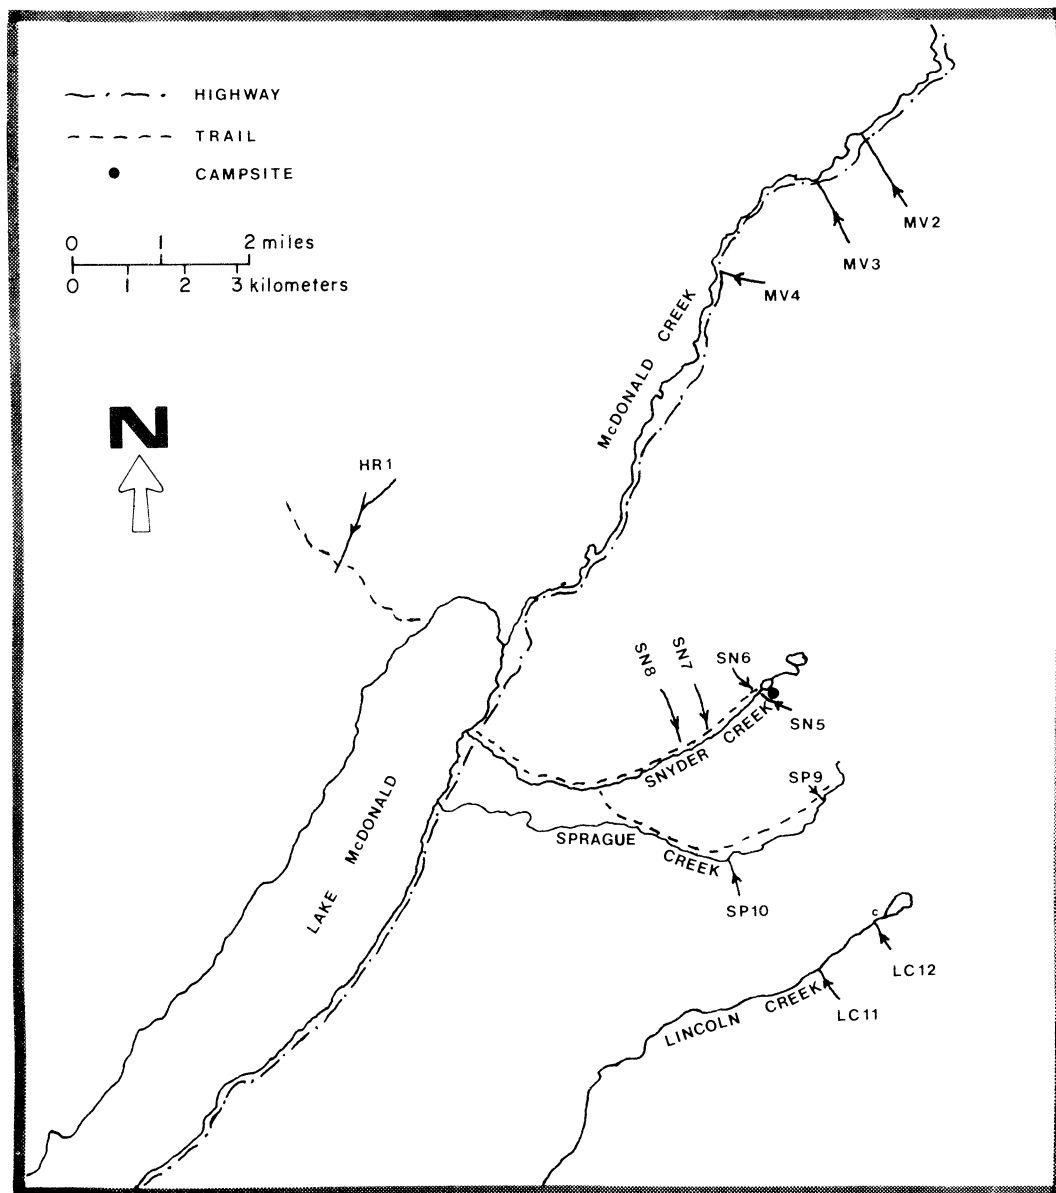 HIGHWAY
TRAIL
CAMPSITE
0 1 2 miles
0 1 2 3 kilometers
N
MV2
MV3
MV4
McDONALD CREEK
HR1
SN8
SN7
SN6
SN5
SNYDER CREEK
SP9
SPRAGUE CREEK
SP10
LAKE McDONALD
C
LC12
LC11
LINCOLN CREEK